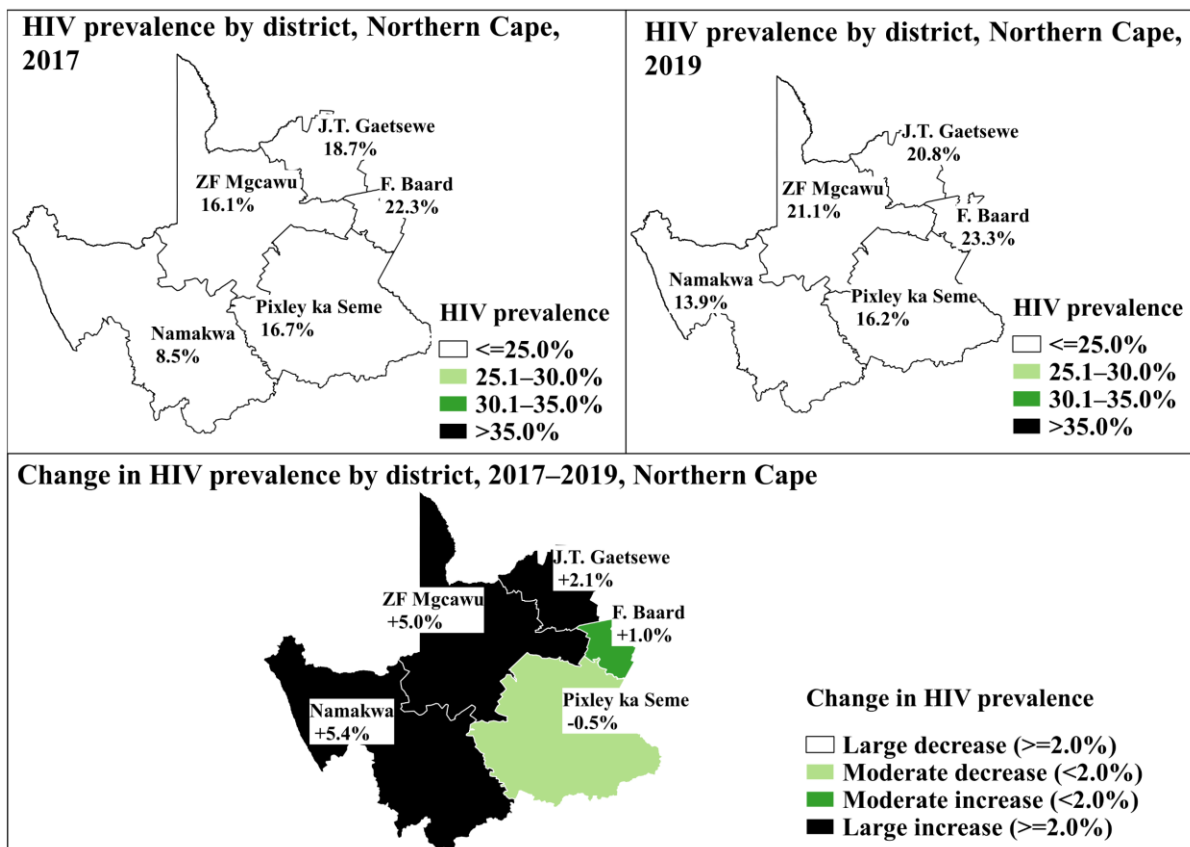 HIV prevalence by district, Northern Cape,
2017
J.T. Gaetsewe
18.7%
ZF Mgcawu
16.1%
F. Baard
22.3%
Pixley ka Seme
16.7%
Namakwa
8.5%
HIV prevalence
<=25.0%
25.1–30.0%
30.1–35.0%
>35.0%
HIV prevalence by district, Northern Cape,
2019
J.T. Gaetsewe
20.8%
ZF Mgcawu
21.1%
F. Baard
23.3%
Namakwa
13.9%
Pixley ka Seme
16.2%
HIV prevalence
<=25.0%
25.1–30.0%
30.1–35.0%
>35.0%
Change in HIV prevalence by district, 2017–2019, Northern Cape
J.T. Gaetsewe
+2.1%
ZF Mgcawu
+5.0%
F. Baard
+1.0%
Namakwa
+5.4%
Pixley ka Seme
-0.5%
Change in HIV prevalence
Large decrease (>=2.0%)
Moderate decrease (<2.0%)
Moderate increase (<2.0%)
Large increase (>=2.0%)